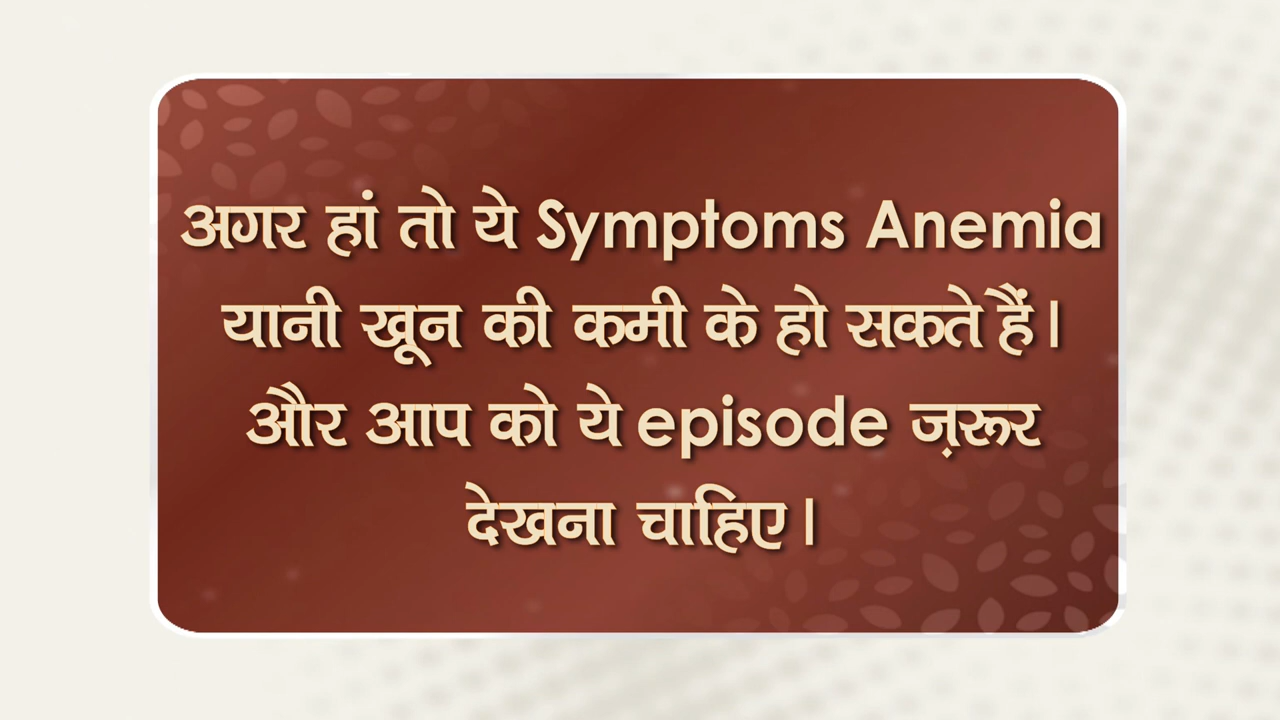 अगर हां तो ये Symptoms Anemia
यानी खून की कमी के हो सकते हैं।
और आप को ये episode ज़रूर
देखना चाहिए।